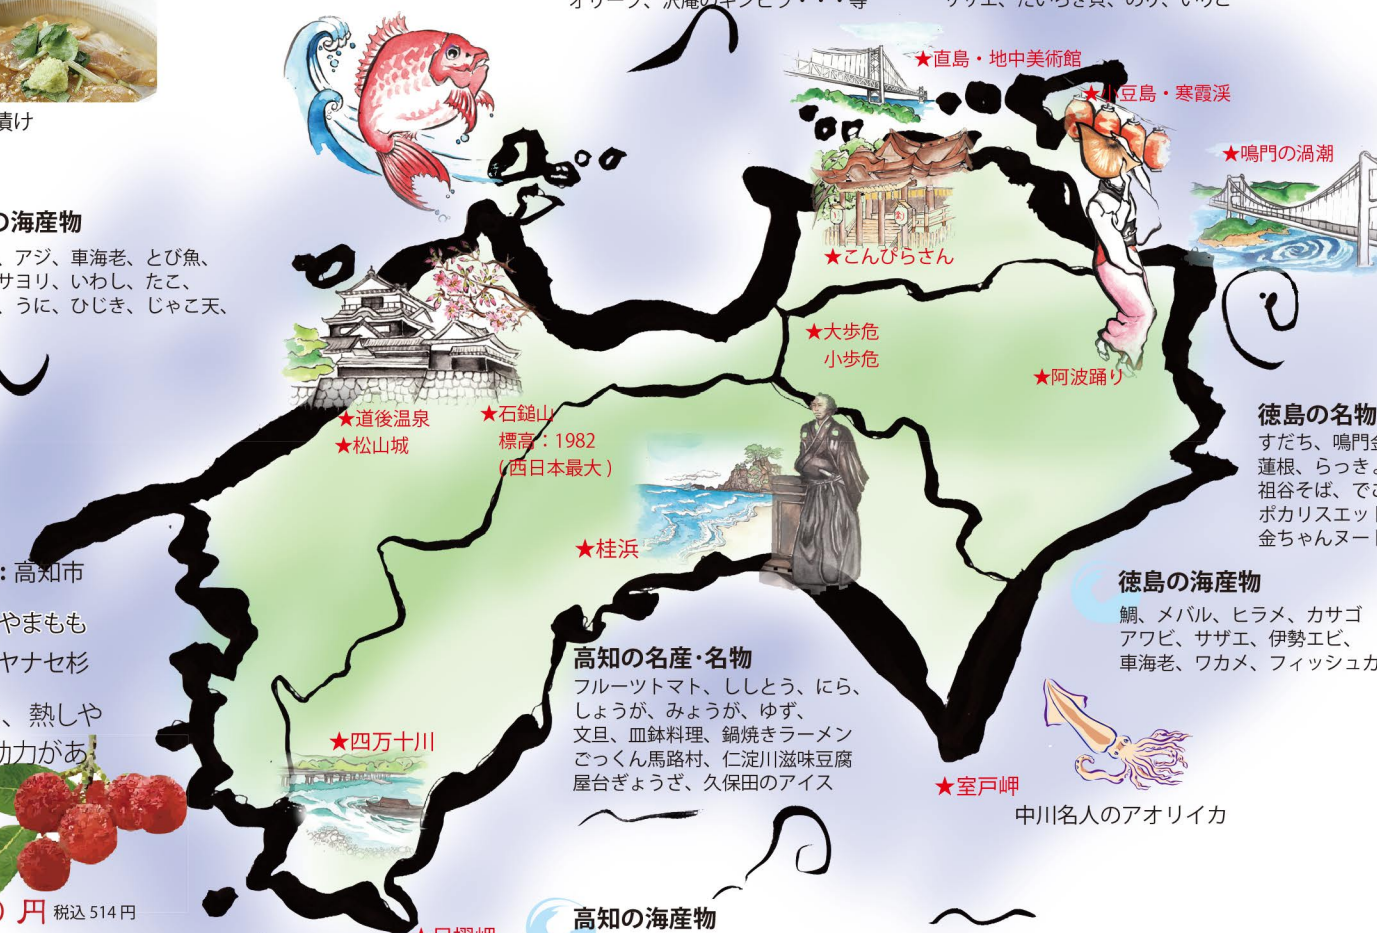 漬け
の海産物
、アジ、車海老、とび魚、
サヨリ、いわし、たこ、
、うに、ひじき、じゃこ天、
★直島・地中美術館
★小豆島・寒霞渓
★鳴門の渦潮
★こんぴらさん
★大歩危
小歩危
★阿波踊り
★道後温泉
★松山城
★石鎚山
標高：1982
(西日本最大)
★桂浜
徳島の名物
すだち、鳴門金
蓮根、らっきょ
祖谷そば、でこ
ポカリスエット
金ちゃんヌード
徳島の海産物
鯛、メバル、ヒラメ、カサゴ
アワビ、サザエ、伊勢エビ、
車海老、ワカメ、フィッシュカ
：高知市
やまもも
ヤナセ杉
、熱しや
動力があ
円 税込 514 円
★四万十川
高知の名産・名物
フルーツトマト、ししとう、にら、
しょうが、みょうが、ゆず、
文旦、皿鉢料理、鍋焼きラーメン
ごっくん馬路村、仁淀川滋味豆腐
屋台ぎょうざ、久保田のアイス
★室戸岬
中川名人のアオリイカ
高知の海産物